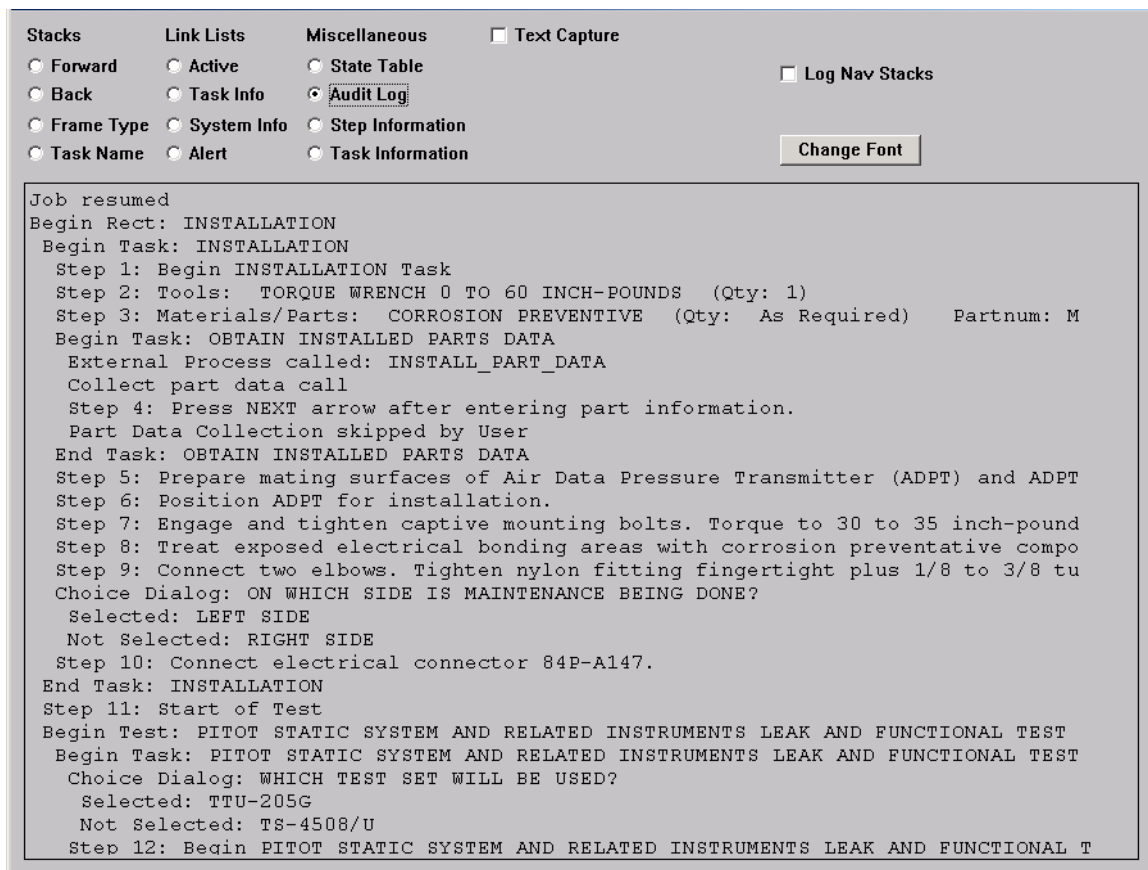 Stacks Link Lists Miscellaneous Text Capture
Forward Active State Table Log Nav Stacks
Back Task Info Audit Log
Frame Type System Info Step Information
Task Name Alert Task Information Change Font
Job resumed
Begin Rect: INSTALLATION
Begin Task: INSTALLATION
Step 1: Begin INSTALLATION Task
Step 2: Tools: TORQUE WRENCH 0 TO 60 INCH-POUNDS (Qty: 1)
Step 3: Materials/Parts: CORROSION PREVENTIVE (Qty: As Required) Partnum: M
Begin Task: OBTAIN INSTALLED PARTS DATA
External Process called: INSTALL_PART_DATA
Collect part data call
Step 4: Press NEXT arrow after entering part information.
Part Data Collection skipped by User
End Task: OBTAIN INSTALLED PARTS DATA
Step 5: Prepare mating surfaces of Air Data Pressure Transmitter (ADPT) and ADPT
Step 6: Position ADPT for installation.
Step 7: Engage and tighten captive mounting bolts. Torque to 30 to 35 inch-pound
Step 8: Treat exposed electrical bonding areas with corrosion preventative compo
Step 9: Connect two elbows. Tighten nylon fitting fingertight plus 1/8 to 3/8 tu
Choice Dialog: ON WHICH SIDE IS MAINTENANCE BEING DONE?
Selected: LEFT SIDE
Not Selected: RIGHT SIDE
Step 10: Connect electrical connector 84P-A147.
End Task: INSTALLATION
Step 11: Start of Test
Begin Test: PITOT STATIC SYSTEM AND RELATED INSTRUMENTS LEAK AND FUNCTIONAL TEST
Begin Task: PITOT STATIC SYSTEM AND RELATED INSTRUMENTS LEAK AND FUNCTIONAL TEST
Choice Dialog: WHICH TEST SET WILL BE USED?
Selected: TTU-205G
Not Selected: TS-4508/U
Step 12: Begin PITOT STATIC SYSTEM AND RELATED INSTRUMENTS LEAK AND FUNCTIONAL T